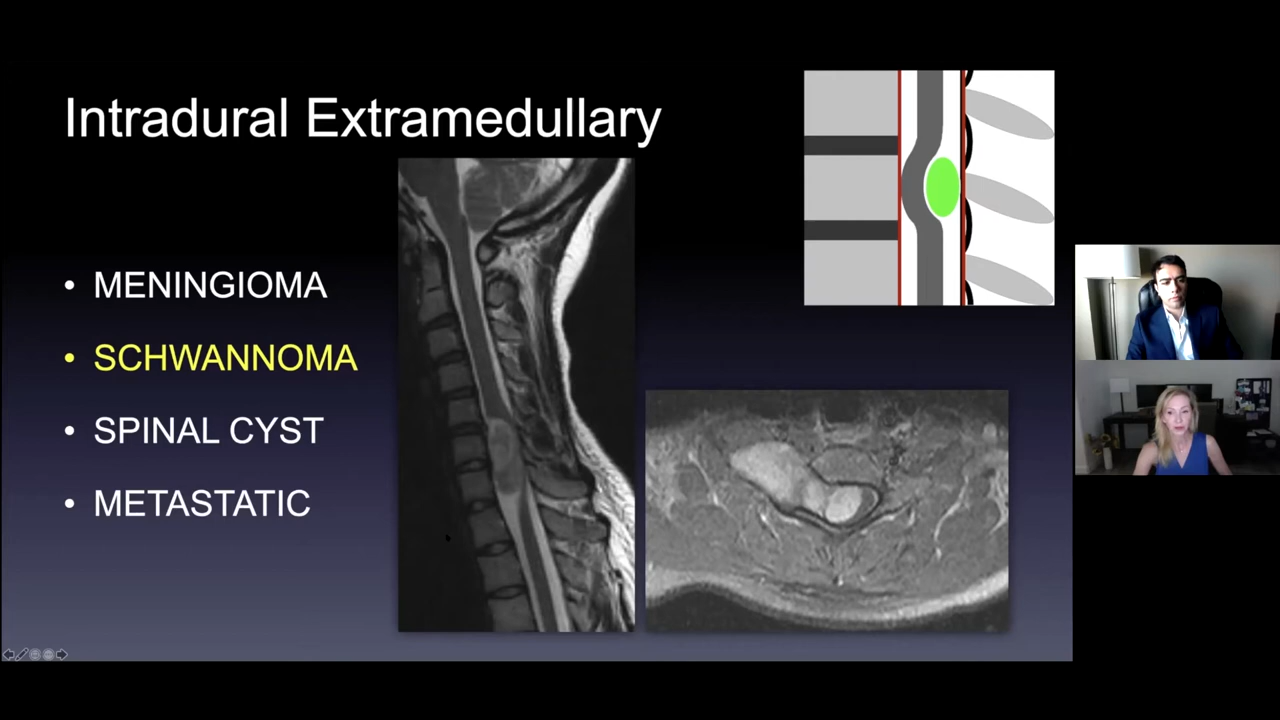 Intradural Extramedullary
• MENINGIOMA
• SCHWANNOMA
• SPINAL CYST
• METASTATIC